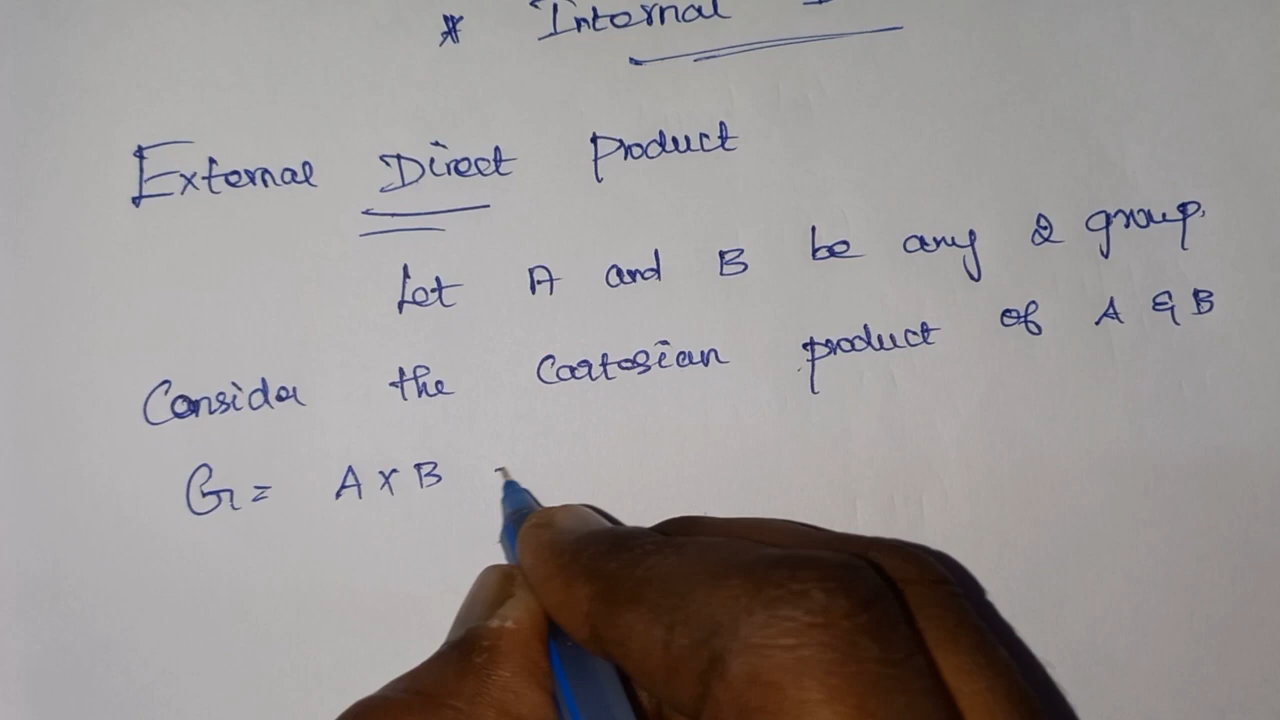 * Internal
External Direct Product
Let A and B be any 2 group.
Consider the Cartesian product of A & B
G = A x B